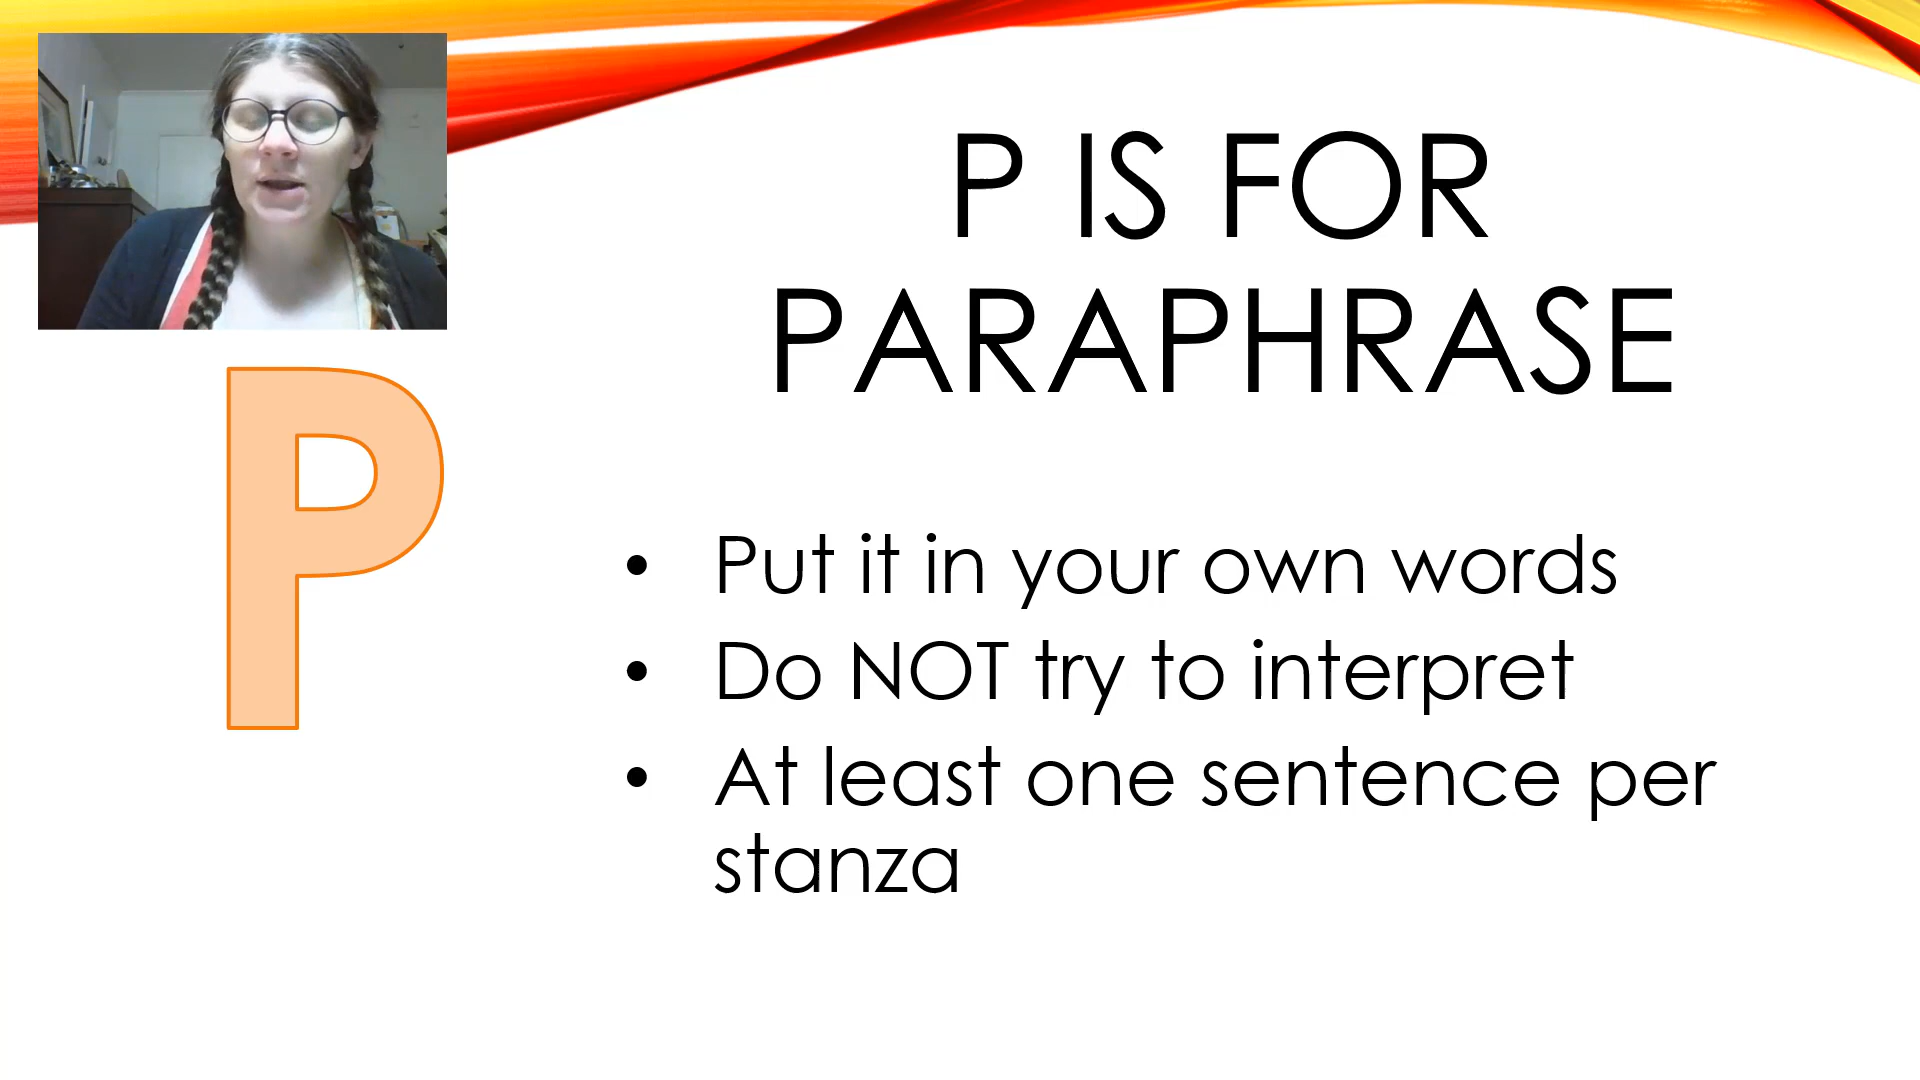 P IS FOR
PARAPHRASE
P
• Put it in your own words
• Do NOT try to interpret
• At least one sentence per
stanza